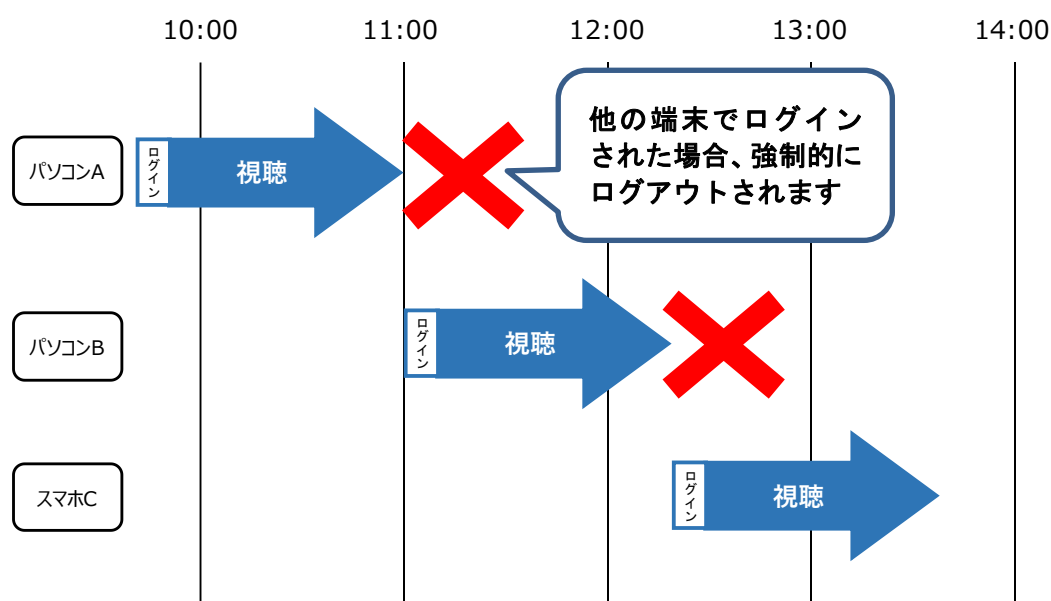 10:00 11:00 12:00 13:00 14:00
他の端末でログイン
された場合、強制的に
ログアウトされます
パソコンA
ログイン
視聴
パソコンB
ログイン
視聴
スマホC
ログイン
視聴